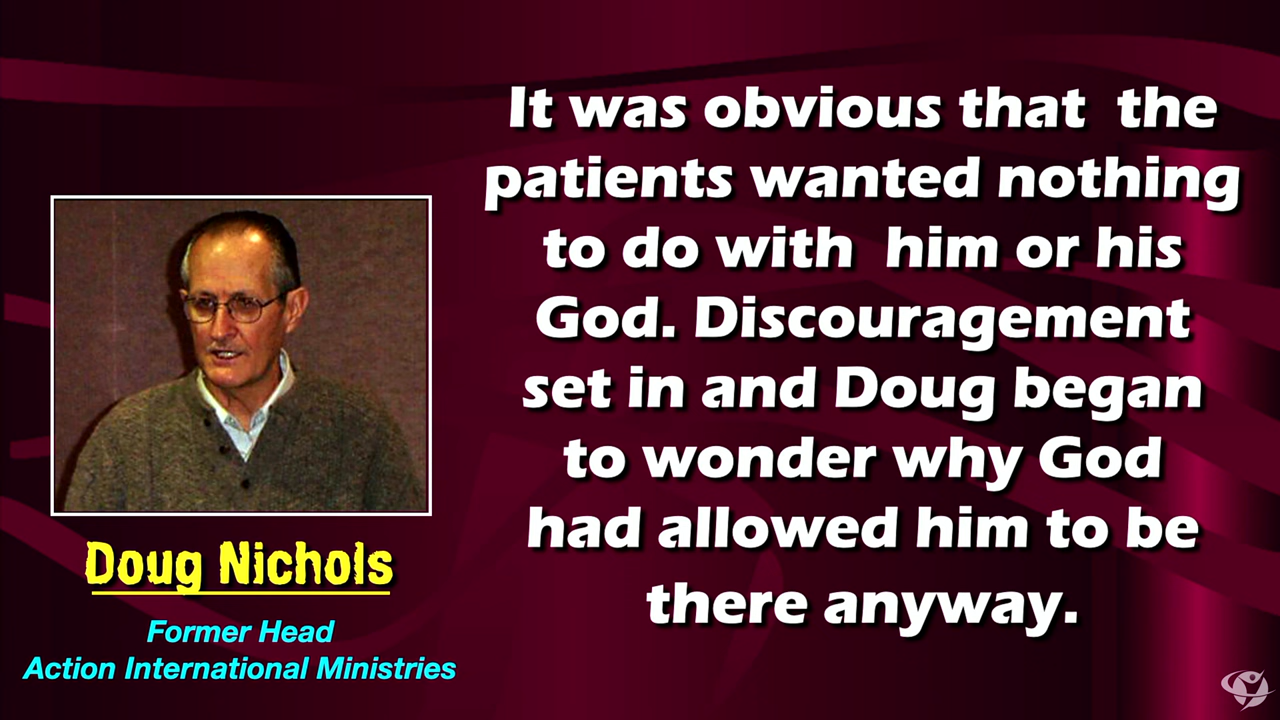 It was obvious that the
patients wanted nothing
to do with him or his
God. Discouragement
set in and Doug began
to wonder why God
had allowed him to be
there anyway.
Doug Nichols
Former Head
Action International Ministries